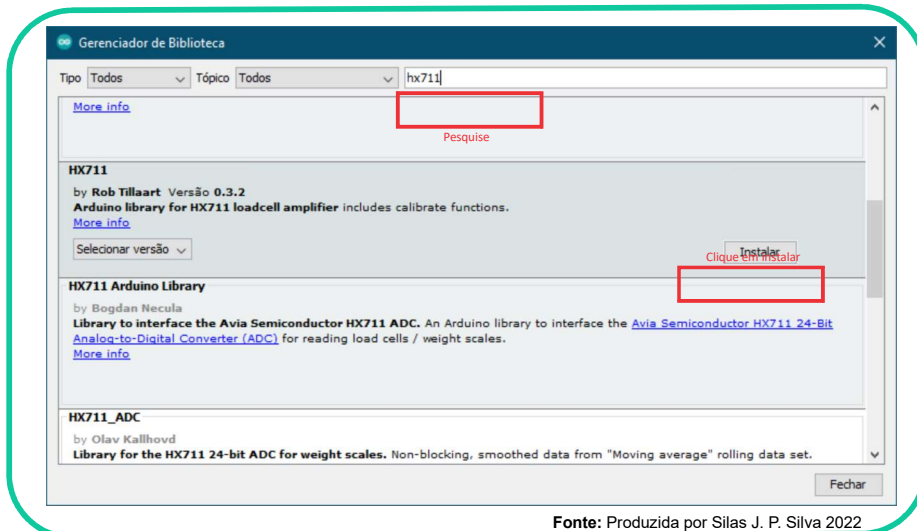 Gerenciador de Biblioteca
Tipo Todos Tópico Todos hx711
More info
Pesquise
HX711
by Rob Tillaart Versão 0.3.2
Arduino library for HX711 loadcell amplifier includes calibrate functions.
More info
Selecionar versão Instalar
Clique em instalar
HX711 Arduino Library
by Bogdan Necula
Library to interface the Avia Semiconductor HX711 ADC. An Arduino library to interface the Avia Semiconductor HX711 24-Bit
Analog-to-Digital Converter (ADC) for reading load cells / weight scales.
More info
HX711_ADC
by Olav Kallhovd
Library for the HX711 24-bit ADC for weight scales. Non-blocking, smoothed data from "Moving average" rolling data set.
Fechar
Fonte: Produzida por Silas J. P. Silva 2022